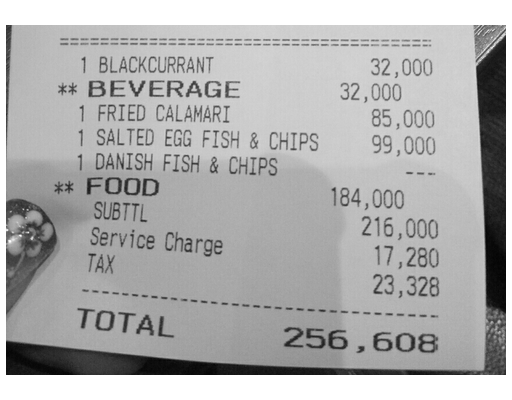 1 BLACKCURRANT 32,000
** BEVERAGE 32,000
1 FRIED CALAMARI 85,000
1 SALTED EGG FISH & CHIPS 99,000
1 DANISH FISH & CHIPS ---
** FOOD 184,000
SUBTTL 216,000
Service Charge 17,280
TAX 23,328
TOTAL 256,608